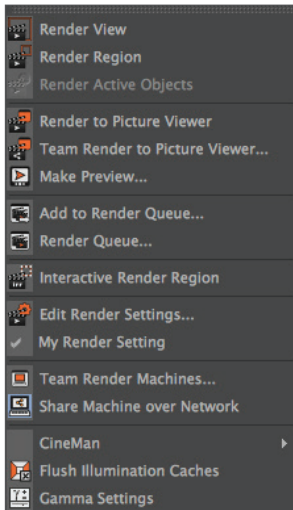 Render View
Render Region
Render Active Objects
Render to Picture Viewer
Team Render to Picture Viewer...
Make Preview...
Add to Render Queue...
Render Queue...
Interactive Render Region
Edit Render Settings...
My Render Setting
Team Render Machines...
Share Machine over Network
CineMan
Flush Illumination Caches
Gamma Settings